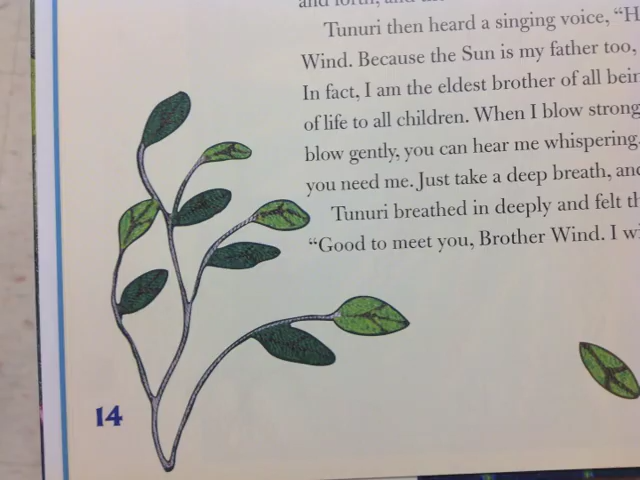 and forth, and
Tunuri then heard a singing voice, “H
Wind. Because the Sun is my father too,
In fact, I am the eldest brother of all bein
of life to all children. When I blow strong
blow gently, you can hear me whispering.
you need me. Just take a deep breath, and
Tunuri breathed in deeply and felt th
“Good to meet you, Brother Wind. I wi
14